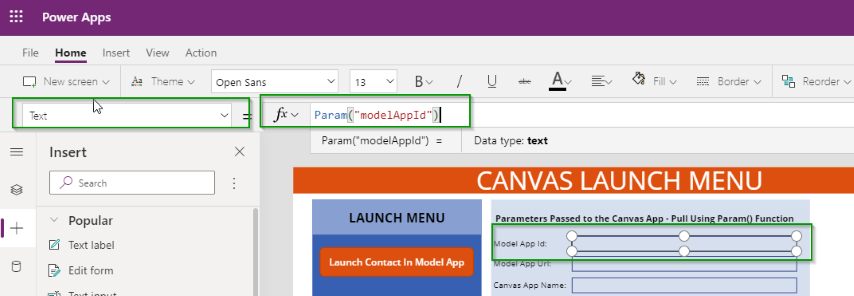 Power Apps
File Home Insert View Action
New screen Theme Open Sans 13 B / U abc A Fill Border Reorder
Text = fx Param("modelAppId")
Param("modelAppId") = Data type: text
Insert
Search
Popular
Text label
Edit form
Text input
CANVAS LAUNCH MENU
LAUNCH MENU
Launch Contact In Model App
Parameters Passed to the Canvas App - Pull Using Param() Function
Model App Id:
Model App Url:
Canvas App Name: